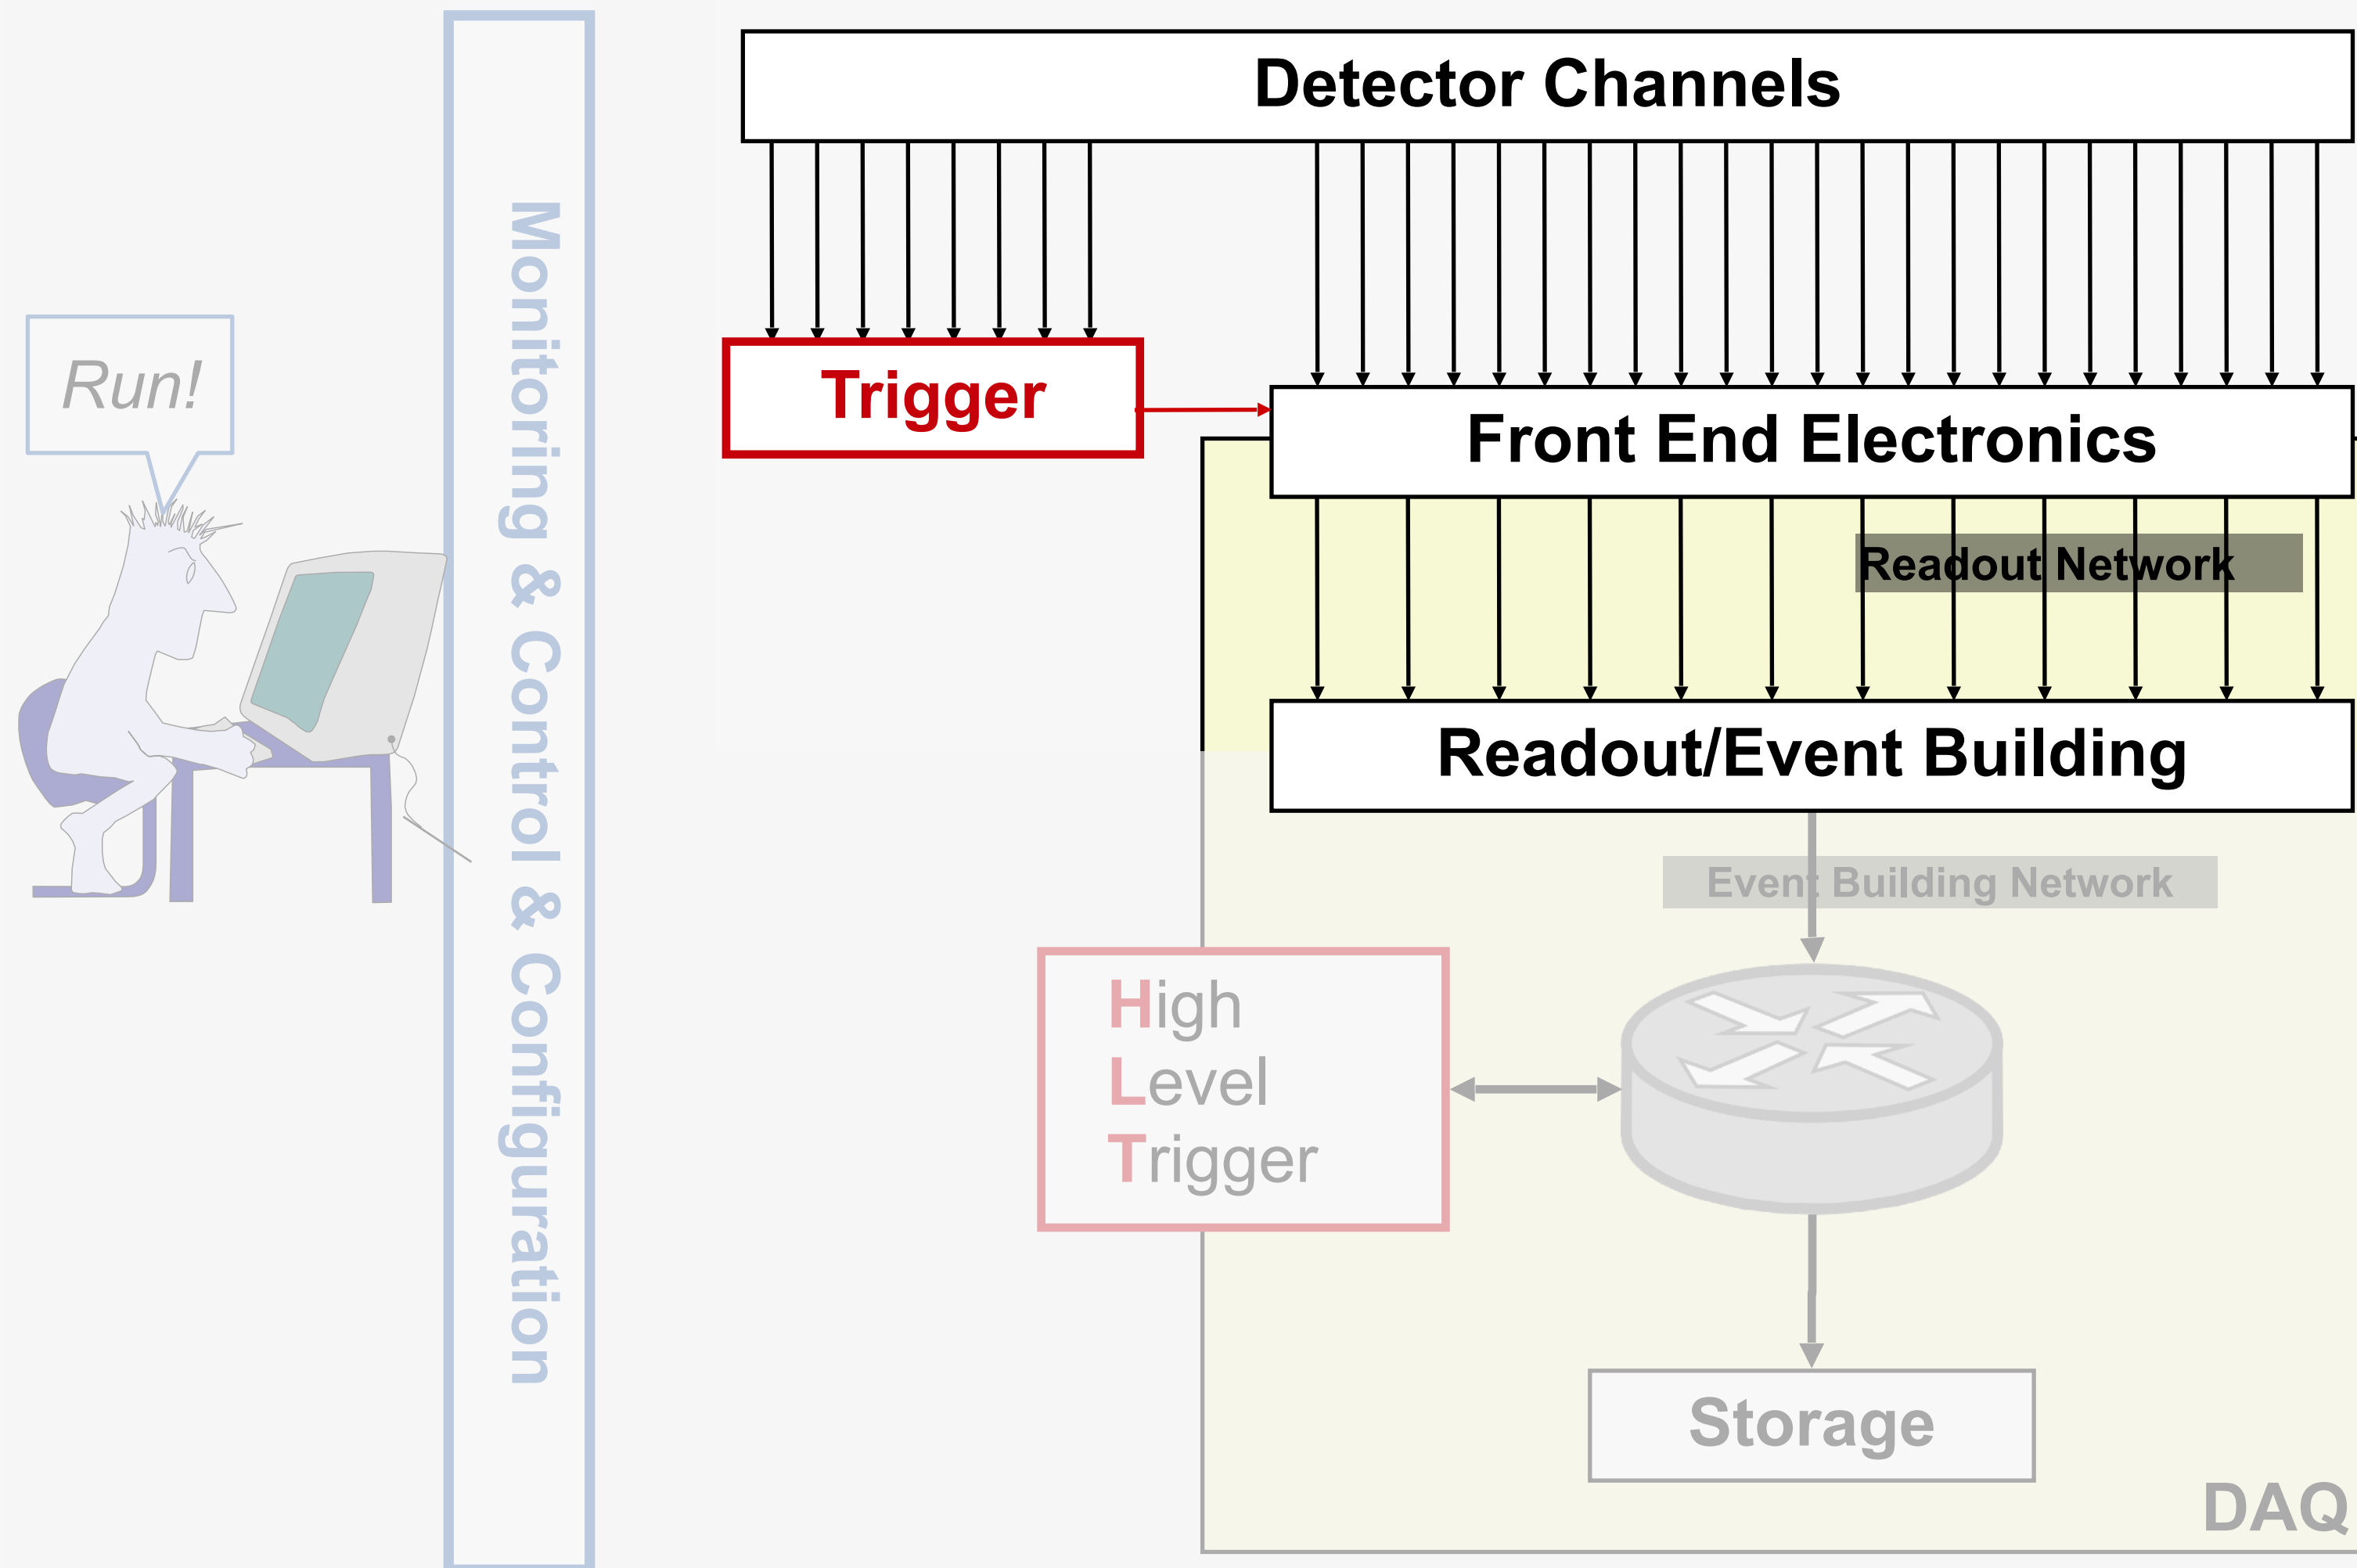 Detector Channels
Run!
Monitoring & Control & Configuration
Trigger
Front End Electronics
Readout Network
Readout/Event Building
Event Building Network
High
Level
Trigger
Storage
DAQ